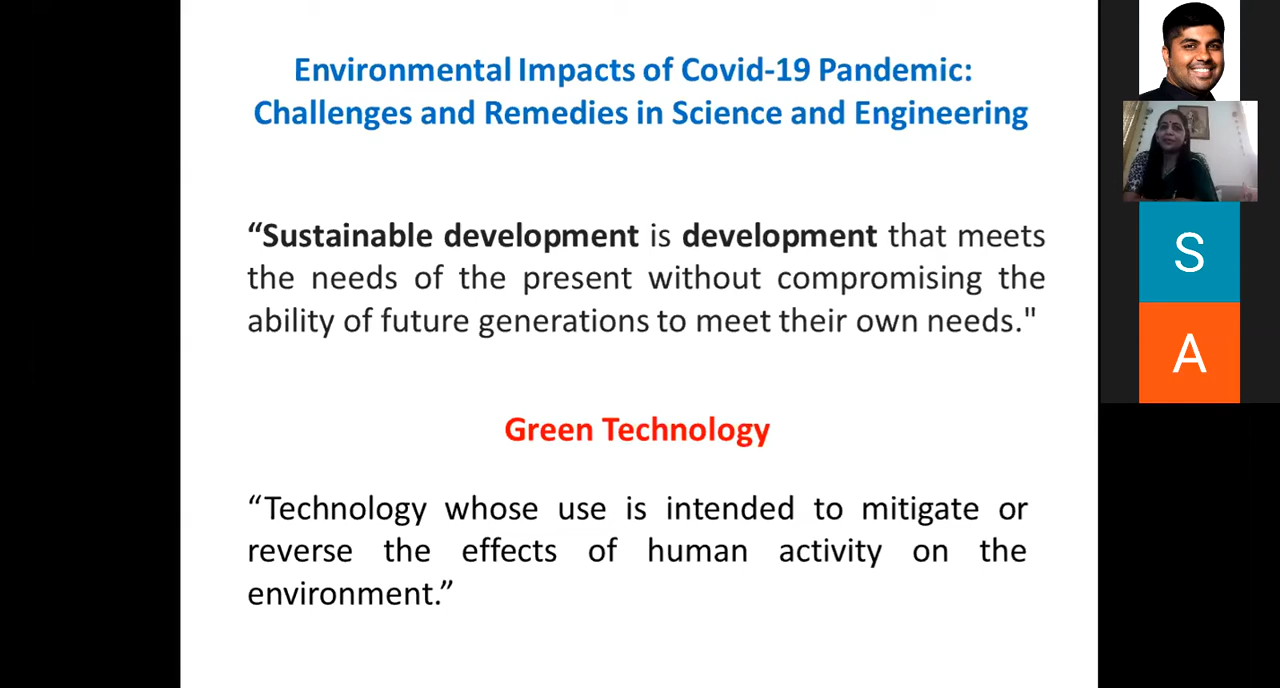 Environmental Impacts of Covid-19 Pandemic:
Challenges and Remedies in Science and Engineering
“Sustainable development is development that meets
the needs of the present without compromising the
ability of future generations to meet their own needs."
Green Technology
“Technology whose use is intended to mitigate or
reverse the effects of human activity on the
environment.”
S
A